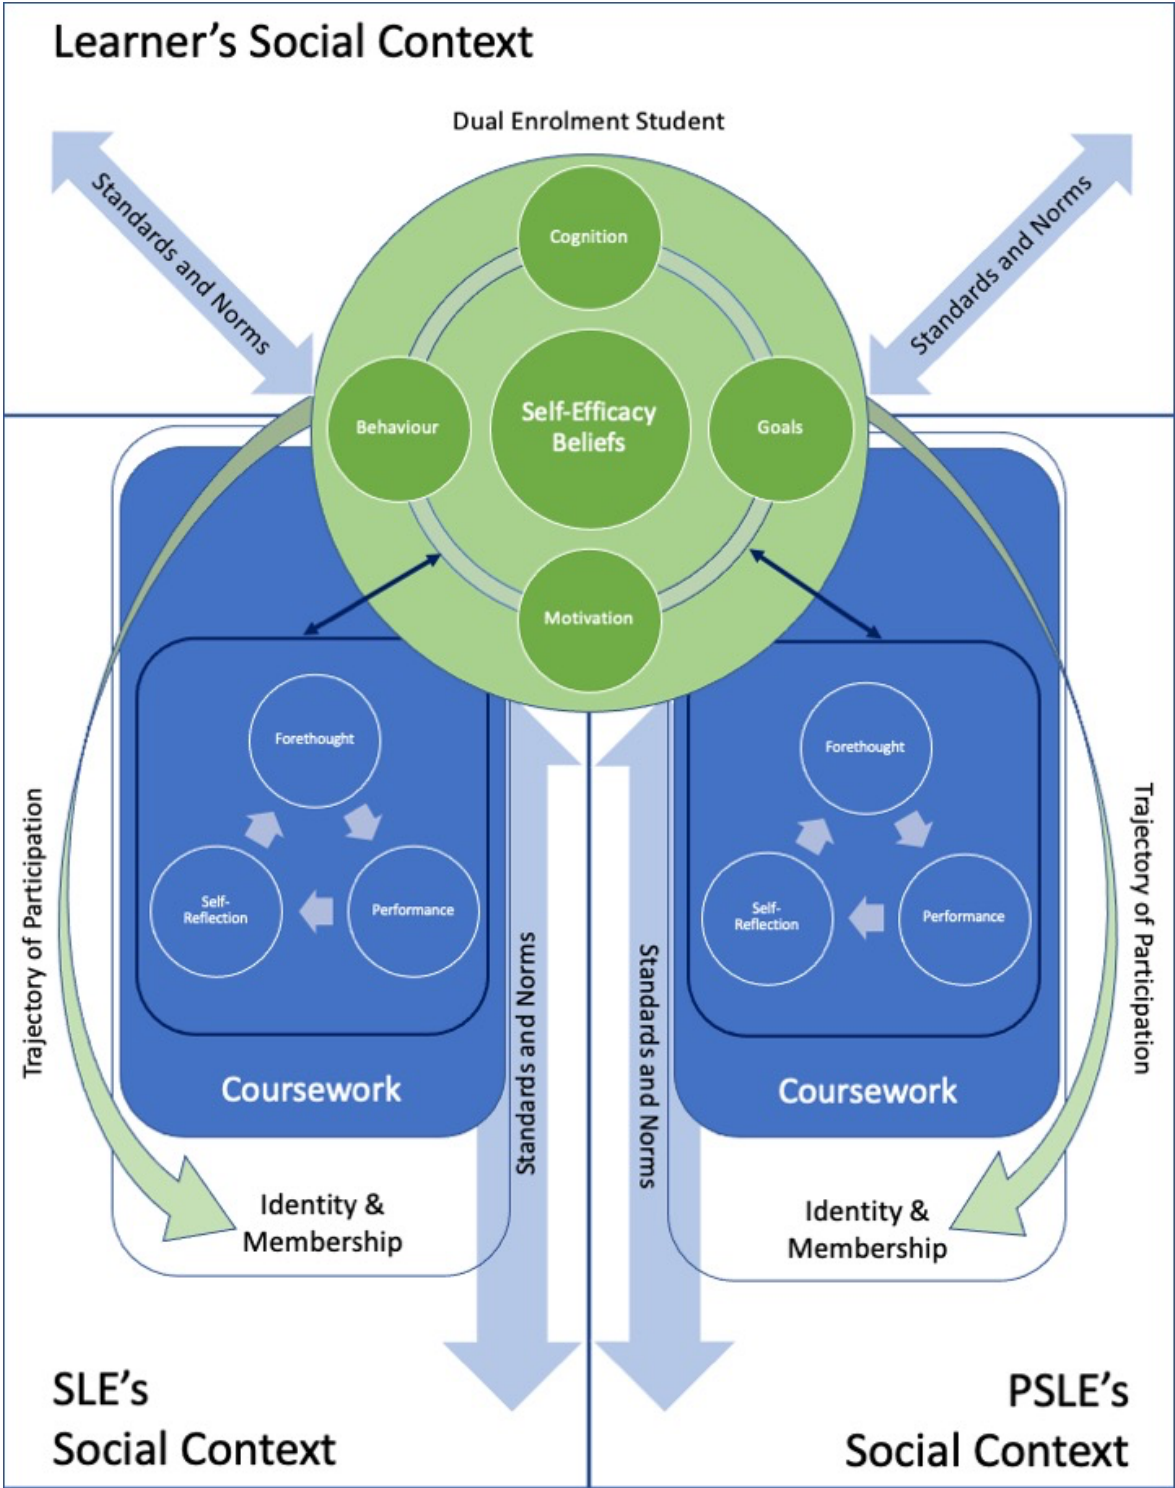 Learner's Social Context
Dual Enrolment Student
Standards and Norms
Standards and Norms
Cognition
Behaviour
Self-Efficacy
Beliefs
Goals
Motivation
Forethought
Self-
Reflection
Performance
Coursework
Trajectory of Participation
Identity &
Membership
Standards and Norms
SLE's
Social Context
Standards and Norms
Forethought
Self-
Reflection
Performance
Coursework
Trajectory of Participation
Identity &
Membership
PSLE's
Social Context